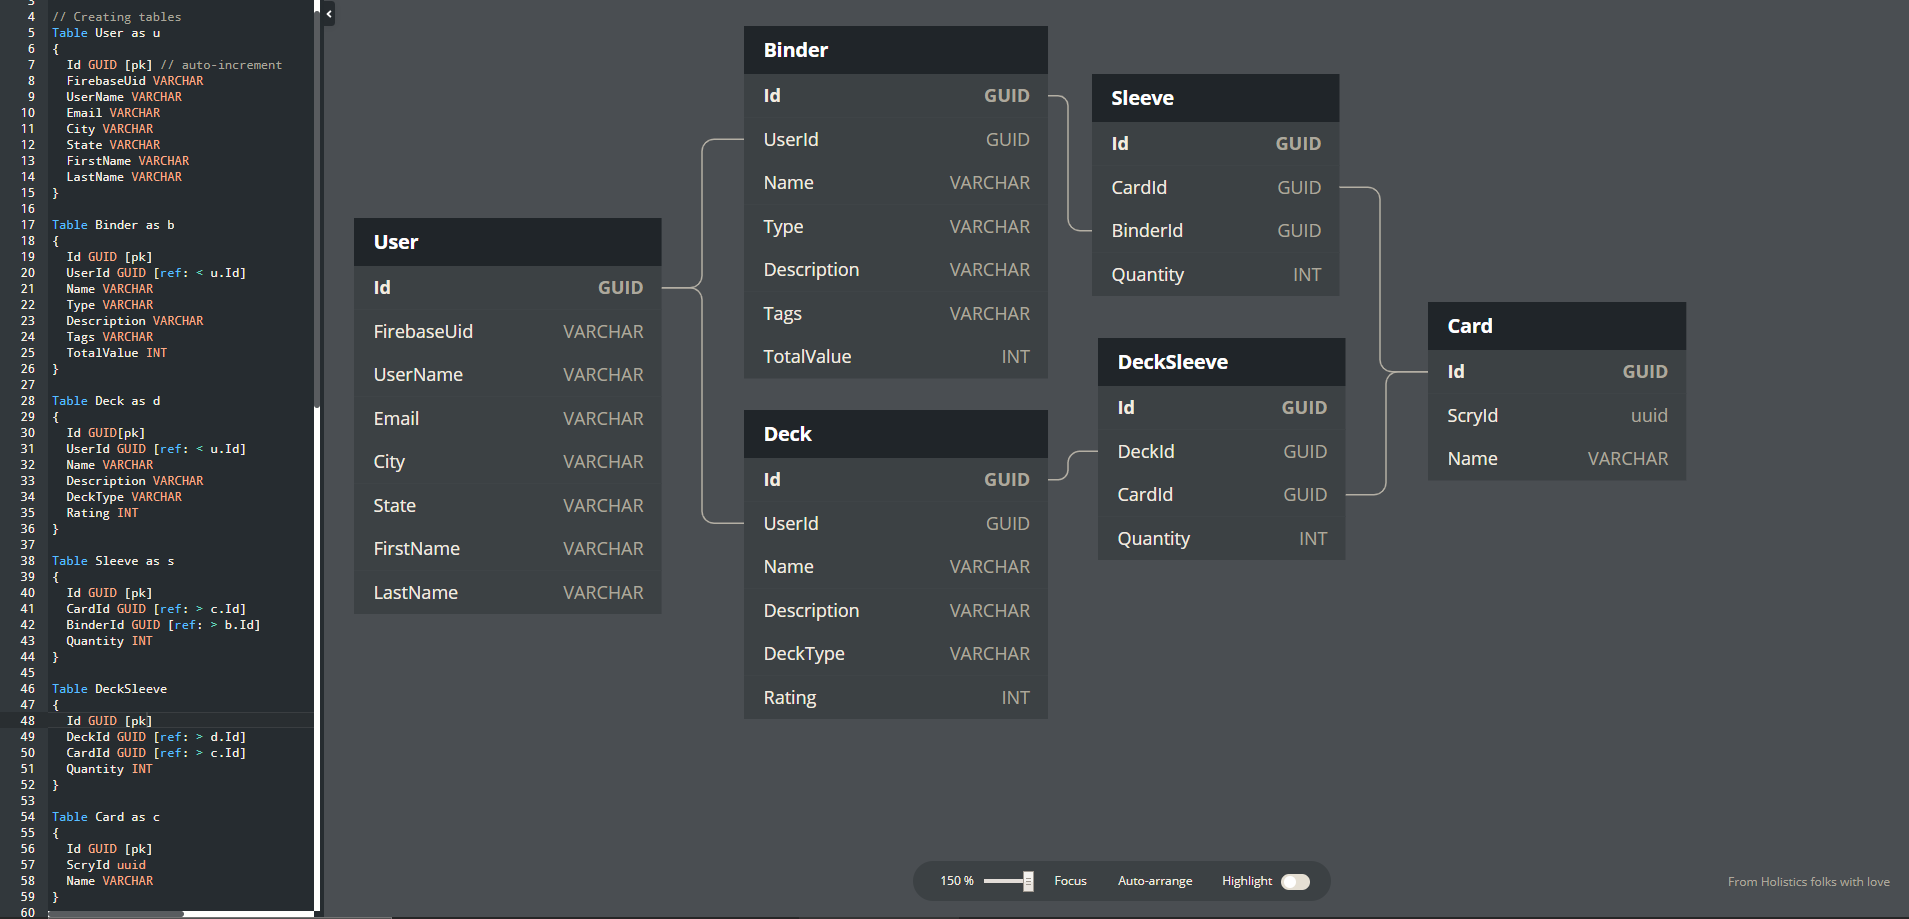 3
4 // Creating tables
5 Table User as u
6 {
7 Id GUID [pk] // auto-increment
8 FirebaseUid VARCHAR
9 UserName VARCHAR
10 Email VARCHAR
11 City VARCHAR
12 State VARCHAR
13 FirstName VARCHAR
14 LastName VARCHAR
15 }
16
17 Table Binder as b
18 {
19 Id GUID [pk]
20 UserId GUID [ref: < u.Id]
21 Name VARCHAR
22 Type VARCHAR
23 Description VARCHAR
24 Tags VARCHAR
25 TotalValue INT
26 }
27
28 Table Deck as d
29 {
30 Id GUID[pk]
31 UserId GUID [ref: < u.Id]
32 Name VARCHAR
33 Description VARCHAR
34 DeckType VARCHAR
35 Rating INT
36 }
37
38 Table Sleeve as s
39 {
40 Id GUID [pk]
41 CardId GUID [ref: > c.Id]
42 BinderId GUID [ref: > b.Id]
43 Quantity INT
44 }
45
46 Table DeckSleeve
47 {
48 Id GUID [pk]
49 DeckId GUID [ref: > d.Id]
50 CardId GUID [ref: > c.Id]
51 Quantity INT
52 }
53
54 Table Card as c
55 {
56 Id GUID [pk]
57 ScryId uuid
58 Name VARCHAR
59 }
60
User
Id GUID
FirebaseUid VARCHAR
UserName VARCHAR
Email VARCHAR
City VARCHAR
State VARCHAR
FirstName VARCHAR
LastName VARCHAR
Binder
Id GUID
UserId GUID
Name VARCHAR
Type VARCHAR
Description VARCHAR
Tags VARCHAR
TotalValue INT
Deck
Id GUID
UserId GUID
Name VARCHAR
Description VARCHAR
DeckType VARCHAR
Rating INT
Sleeve
Id GUID
CardId GUID
BinderId GUID
Quantity INT
DeckSleeve
Id GUID
DeckId GUID
CardId GUID
Quantity INT
Card
Id GUID
ScryId uuid
Name VARCHAR
150 % Focus Auto-arrange Highlight
From Holistics folks with love